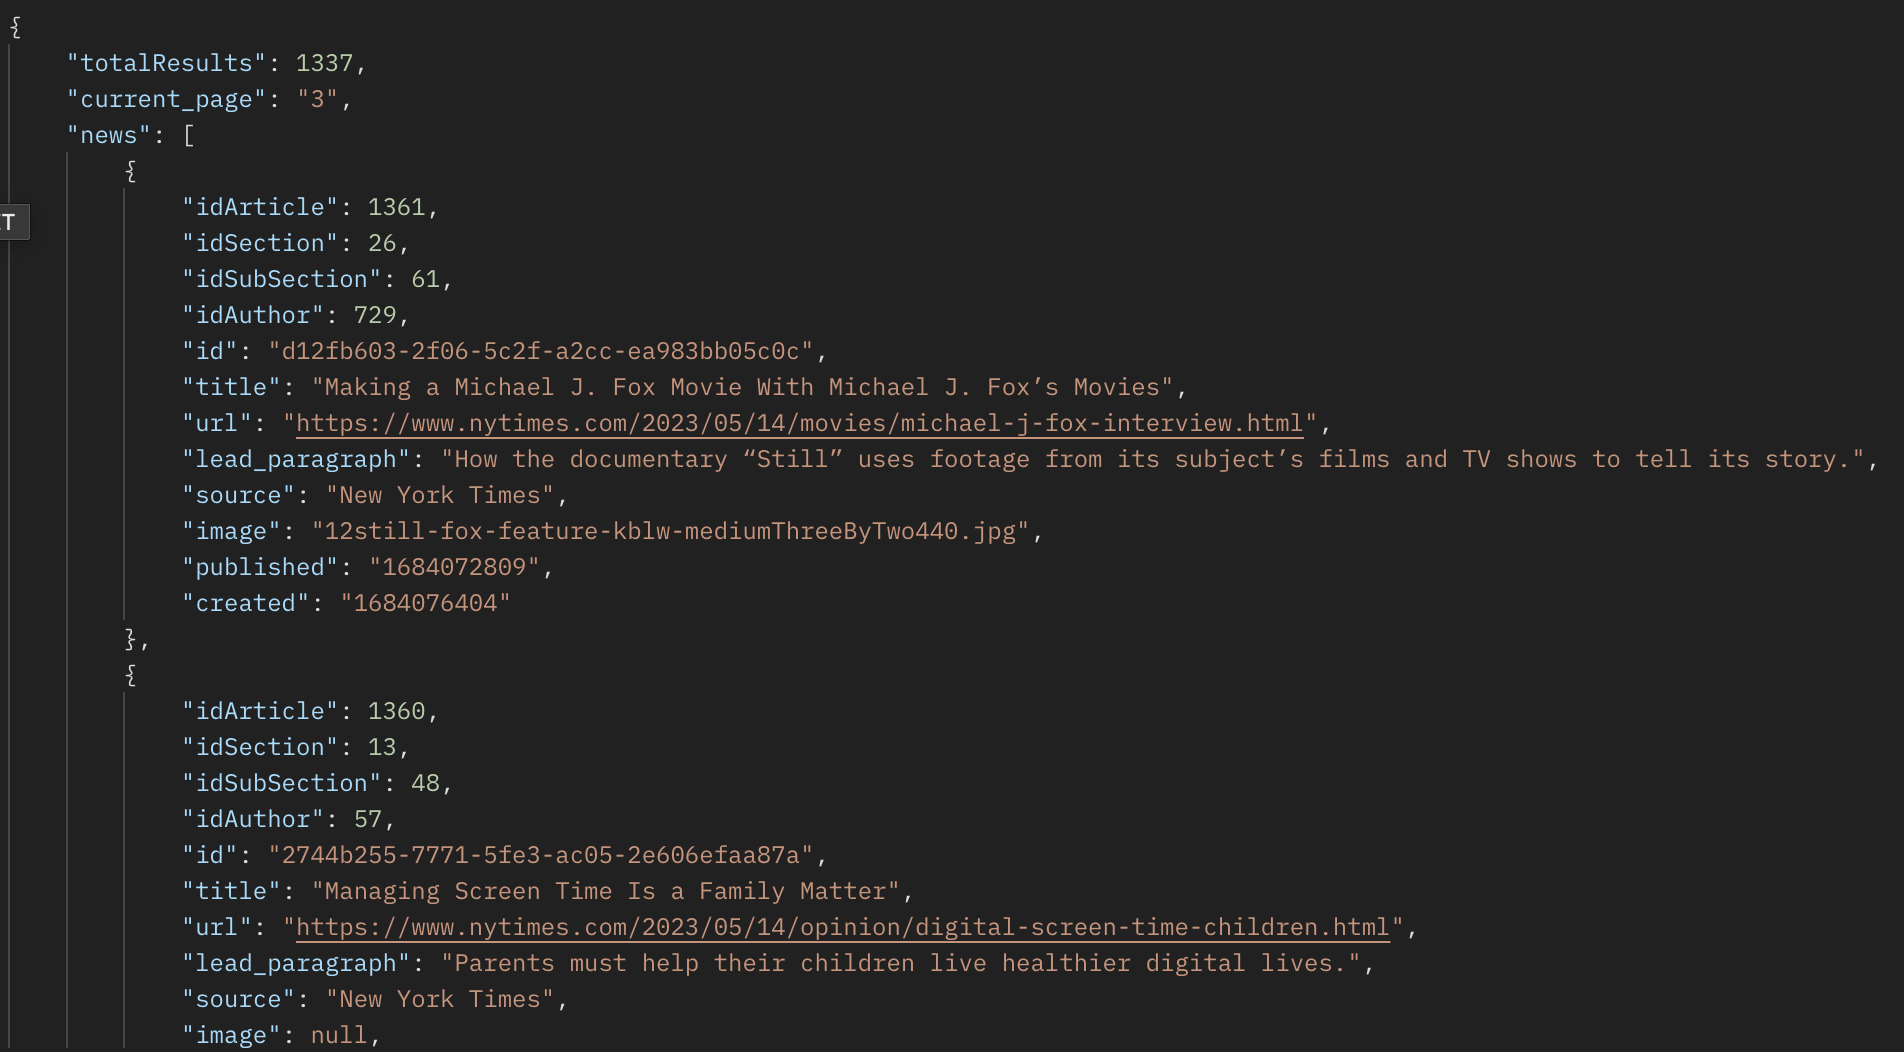 {
"totalResults": 1337,
"current_page": "3",
"news": [
{
"idArticle": 1361,
T
"idSection": 26,
"idSubSection": 61,
"idAuthor": 729,
"id": "d12fb603-2f06-5c2f-a2cc-ea983bb05c0c",
"title": "Making a Michael J. Fox Movie With Michael J. Fox’s Movies",
"url": "https://www.nytimes.com/2023/05/14/movies/michael-j-fox-interview.html",
"lead_paragraph": "How the documentary “Still” uses footage from its subject’s films and TV shows to tell its story.",
"source": "New York Times",
"image": "12still-fox-feature-kblw-mediumThreeByTwo440.jpg",
"published": "1684072809",
"created": "1684076404"
},
{
"idArticle": 1360,
"idSection": 13,
"idSubSection": 48,
"idAuthor": 57,
"id": "2744b255-7771-5fe3-ac05-2e606efaa87a",
"title": "Managing Screen Time Is a Family Matter",
"url": "https://www.nytimes.com/2023/05/14/opinion/digital-screen-time-children.html",
"lead_paragraph": "Parents must help their children live healthier digital lives.",
"source": "New York Times",
"image": null,